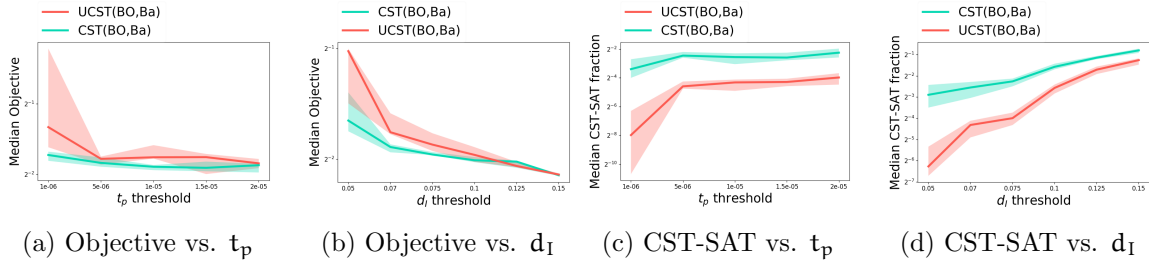 UCST(BO,Ba)
CST(BO,Ba)
Median Objective
2^-1
2^-2
1e-06 5e-06 1e-05 1.5e-05 2e-05
t_p threshold
(a) Objective vs. t_p
CST(BO,Ba)
UCST(BO,Ba)
Median Objective
2^-1
2^-2
0.05 0.07 0.075 0.1 0.125 0.15
d_I threshold
(b) Objective vs. d_I
UCST(BO,Ba)
CST(BO,Ba)
Median CST-SAT fraction
2^-2
2^-4
2^-6
2^-8
2^-10
1e-06 5e-06 1e-05 1.5e-05 2e-05
t_p threshold
(c) CST-SAT vs. t_p
CST(BO,Ba)
UCST(BO,Ba)
Median CST-SAT fraction
2^-1
2^-2
2^-3
2^-4
2^-5
2^-6
2^-7
0.05 0.07 0.075 0.1 0.125 0.15
d_I threshold
(d) CST-SAT vs. d_I